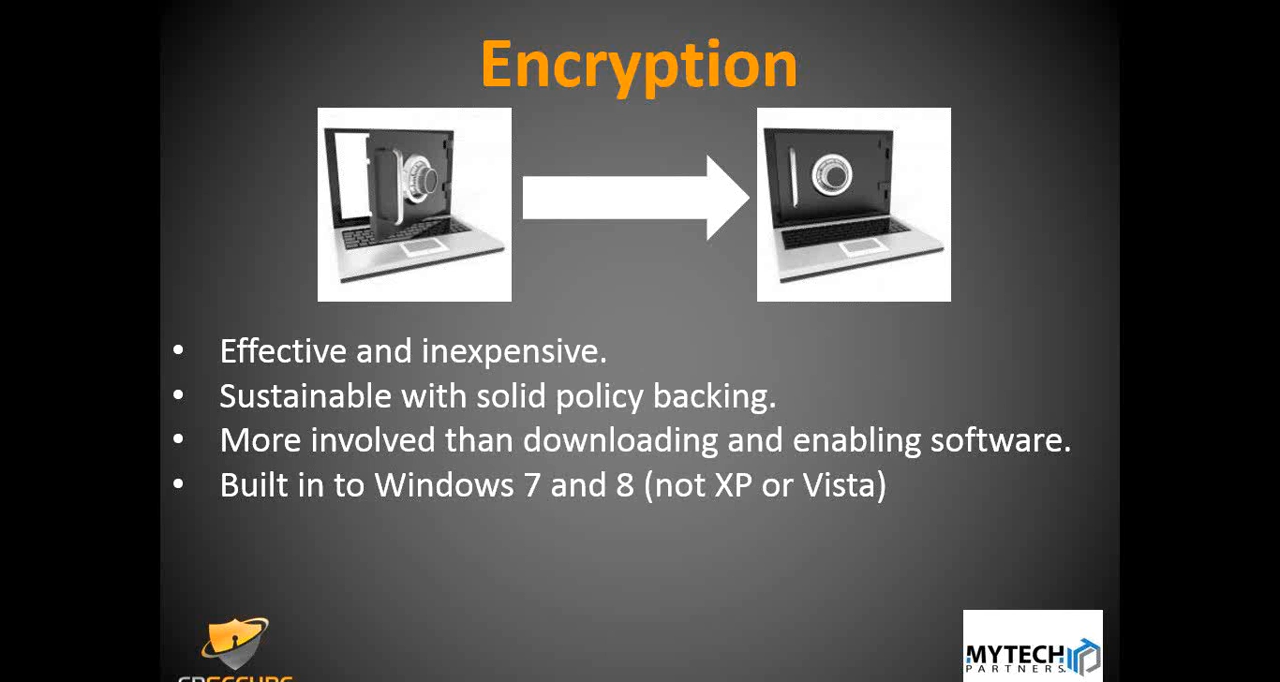 Encryption
• Effective and inexpensive.
• Sustainable with solid policy backing.
• More involved than downloading and enabling software.
• Built in to Windows 7 and 8 (not XP or Vista)
MYTECH
PARTNERS